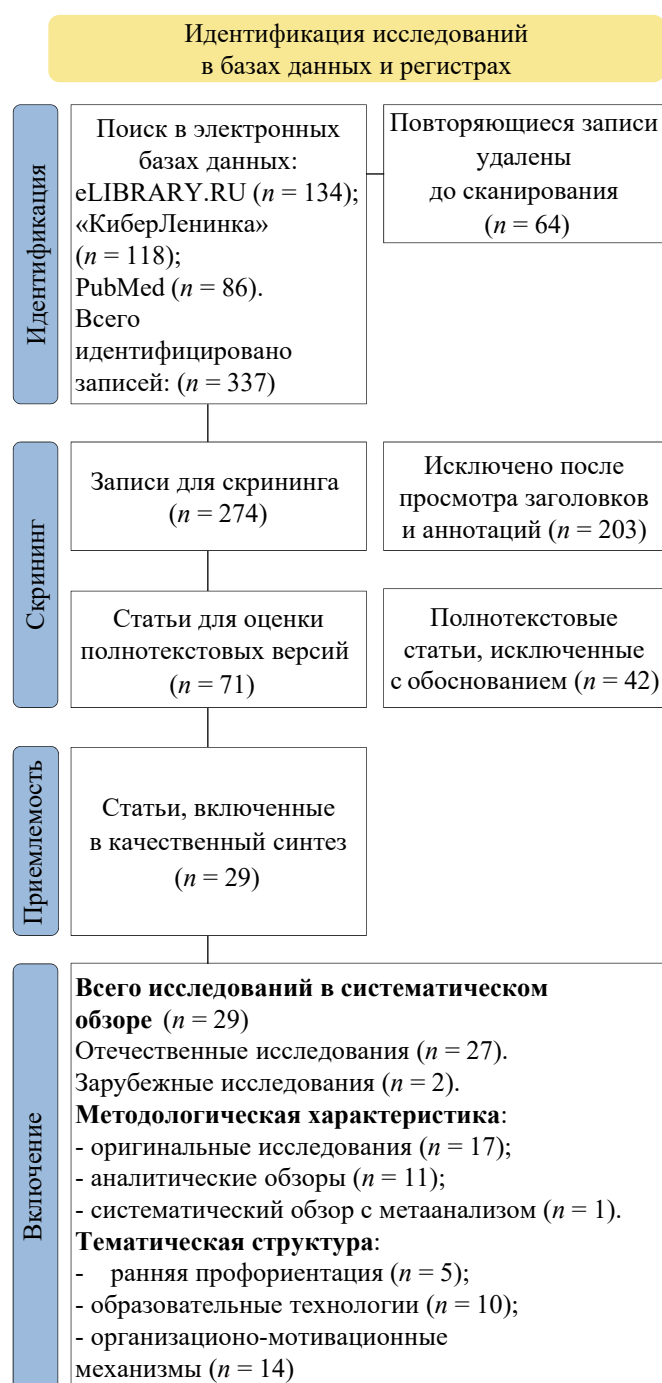 Идентификация исследований
в базах данных и регистрах
Идентификация
Поиск в электронных
базах данных:
eLIBRARY.RU (n = 134);
«КиберЛенинка»
(n = 118);
PubMed (n = 86).
Всего
идентифицировано
записей: (n = 337)
Повторяющиеся записи
удалены
до сканирования
(n = 64)
Скрининг
Записи для скрининга
(n = 274)
Исключено после
просмотра заголовков
и аннотаций (n = 203)
Статьи для оценки
полнотекстовых версий
(n = 71)
Полнотекстовые
статьи, исключенные
с обоснованием (n = 42)
Приемлемость
Статьи, включенные
в качественный синтез
(n = 29)
Включение
Всего исследований в систематическом
обзоре (n = 29)
Отечественные исследования (n = 27).
Зарубежные исследования (n = 2).
Методологическая характеристика:
- оригинальные исследования (n = 17);
- аналитические обзоры (n = 11);
- систематический обзор с метаанализом (n = 1).
Тематическая структура:
- ранняя профориентация (n = 5);
- образовательные технологии (n = 10);
- организационо-мотивационные
механизмы (n = 14)